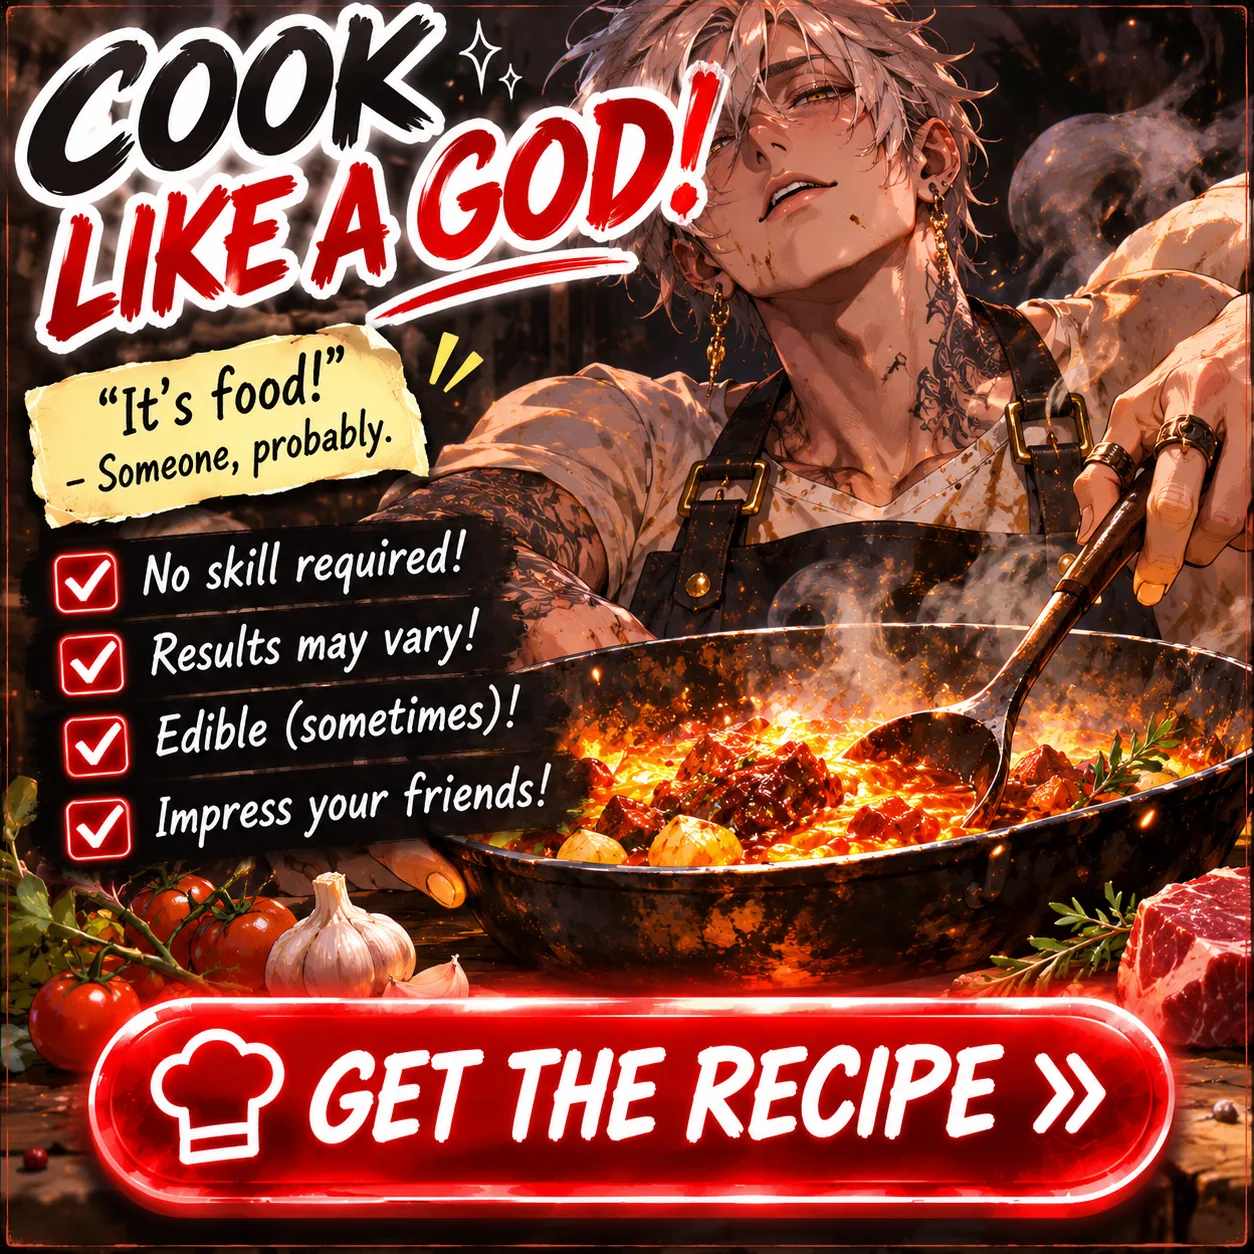 COOK
LIKE A GOD!
“It’s food!”
– Someone, probably.
No skill required!
Results may vary!
Edible (sometimes)!
Impress your friends!
GET THE RECIPE »